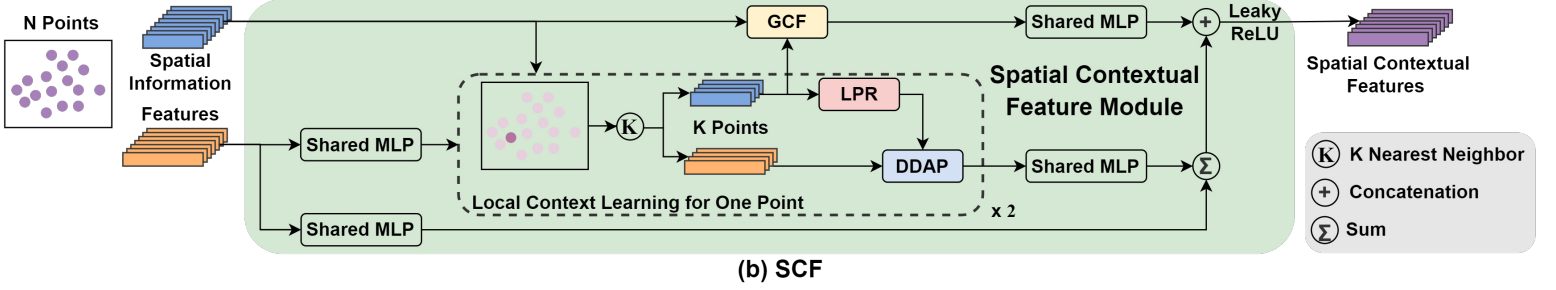 N Points
Spatial
Information
Features
Shared MLP
Shared MLP
GCF
K
K Points
LPR
DDAP
Local Context Learning for One Point
x 2
Shared MLP
Shared MLP
Spatial Contextual
Feature Module
+
Σ
Leaky
ReLU
Spatial Contextual
Features
K K Nearest Neighbor
+ Concatenation
Σ Sum
(b) SCF